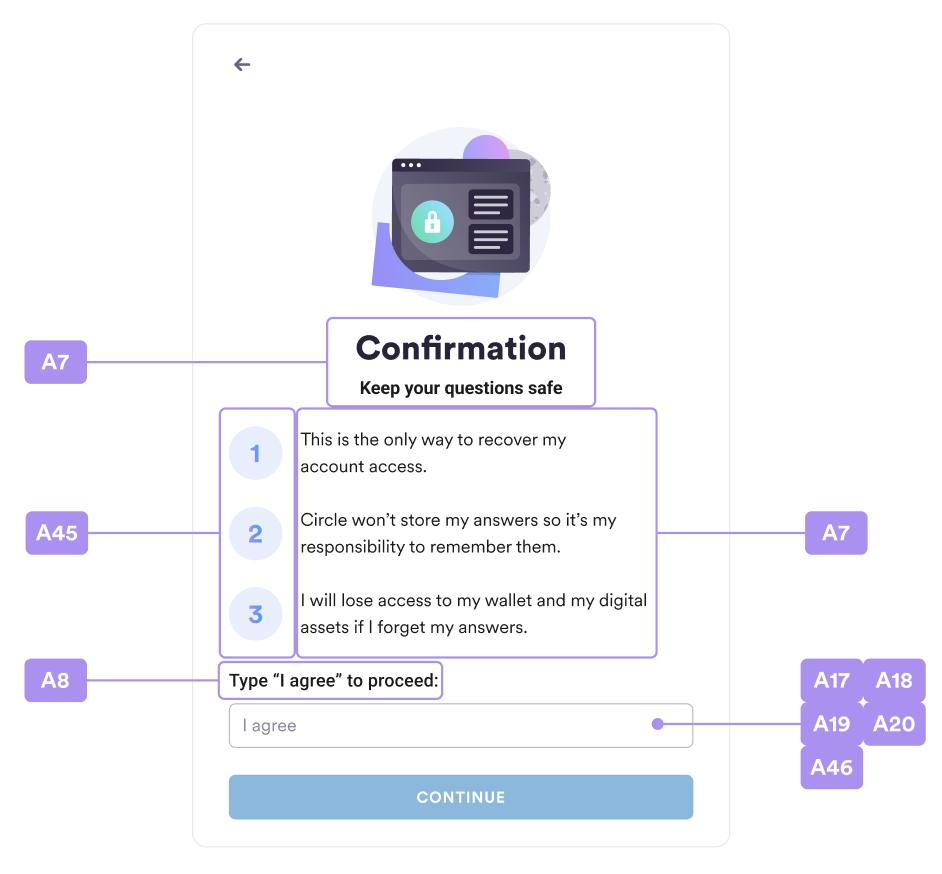 Confirmation
A7
Keep your questions safe
1
This is the only way to recover my
account access.
A45
2
Circle won’t store my answers so it’s my
responsibility to remember them.
A7
3
I will lose access to my wallet and my digital
assets if I forget my answers.
A8
Type “I agree” to proceed:
A17 A18
I agree
A19 A20
A46
CONTINUE